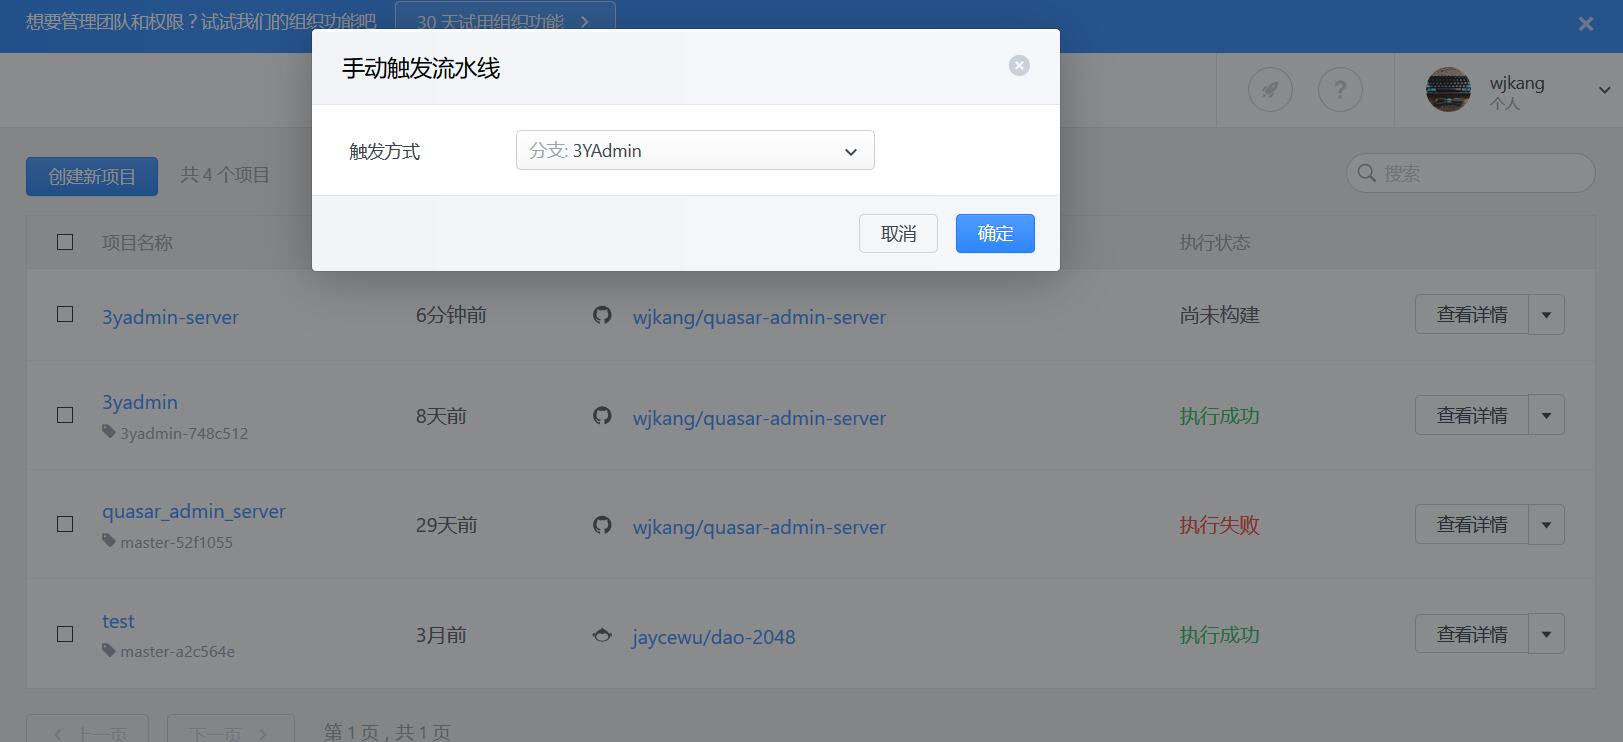 想要管理团队和权限？试试我们的组织功能吧 30 天试用组织功能
手动触发流水线
wjkang
个人
触发方式 分支: 3YAdmin
创建新项目 共 4 个项目 搜索
取消 确定
项目名称 执行状态
3yadmin-server 6分钟前 wjkang/quasar-admin-server 尚未构建 查看详情
3yadmin
3yadmin-748c512
8天前 wjkang/quasar-admin-server 执行成功 查看详情
quasar_admin_server
master-52f1055
29天前 wjkang/quasar-admin-server 执行失败 查看详情
test
master-a2c564e
3月前 jaycewu/dao-2048 执行成功 查看详情
上一页 下一页 第 1 页 , 共 1 页